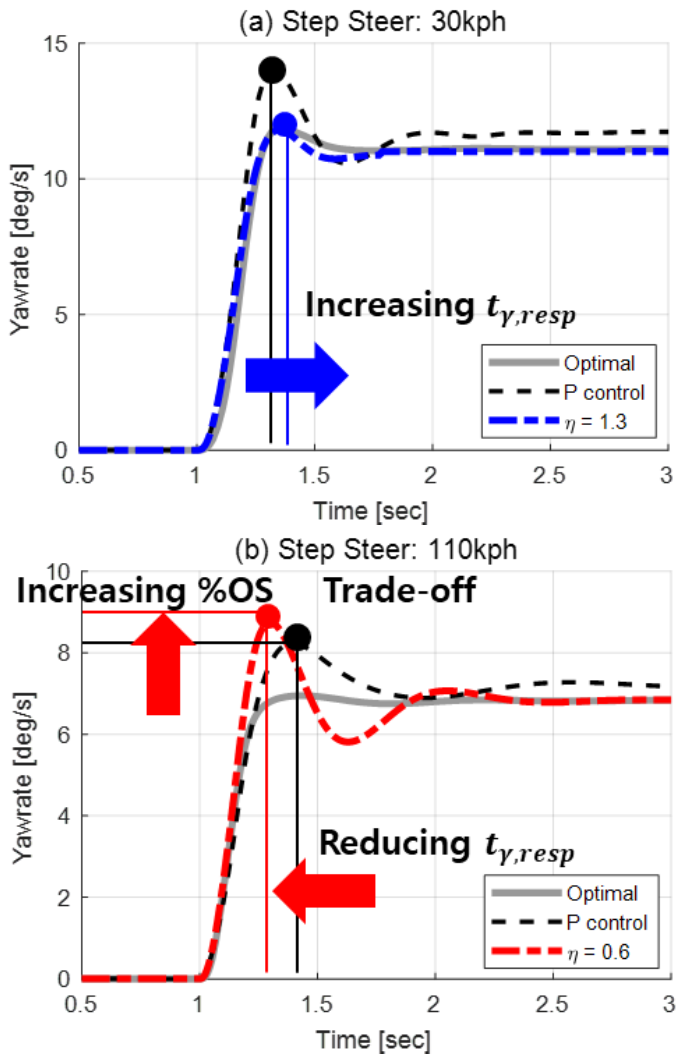 (a) Step Steer: 30kph
15
10
5
0
Yawrate [deg/s]
Increasing t_γ,resp
Optimal
P control
η = 1.3
0.5 1 1.5 2 2.5 3
Time [sec]
(b) Step Steer: 110kph
10
8
6
4
2
0
Yawrate [deg/s]
Increasing %OS
Trade-off
Reducing t_γ,resp
Optimal
P control
η = 0.6
0.5 1 1.5 2 2.5 3
Time [sec]